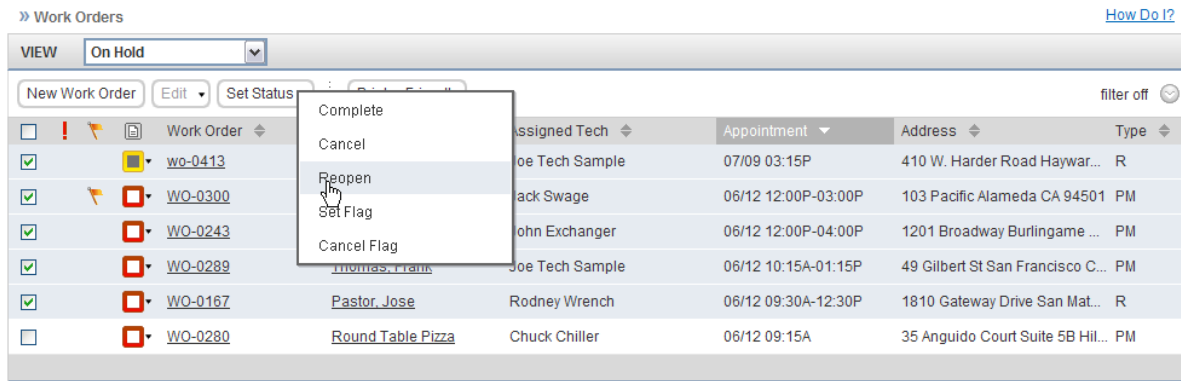 » Work Orders How Do I?
VIEW On Hold
New Work Order Edit Set Status filter off
Complete
Cancel
Reopen
Set Flag
Cancel Flag
! Work Order Assigned Tech Appointment Address Type
wo-0413 Joe Tech Sample 07/09 03:15P 410 W. Harder Road Haywar... R
WO-0300 Jack Swage 06/12 12:00P-03:00P 103 Pacific Alameda CA 94501 PM
WO-0243 John Exchanger 06/12 12:00P-04:00P 1201 Broadway Burlingame ... PM
WO-0289 Thomas, Frank Joe Tech Sample 06/12 10:15A-01:15P 49 Gilbert St San Francisco C... PM
WO-0167 Pastor, Jose Rodney Wrench 06/12 09:30A-12:30P 1810 Gateway Drive San Mat... R
WO-0280 Round Table Pizza Chuck Chiller 06/12 09:15A 35 Anguido Court Suite 5B Hil... PM